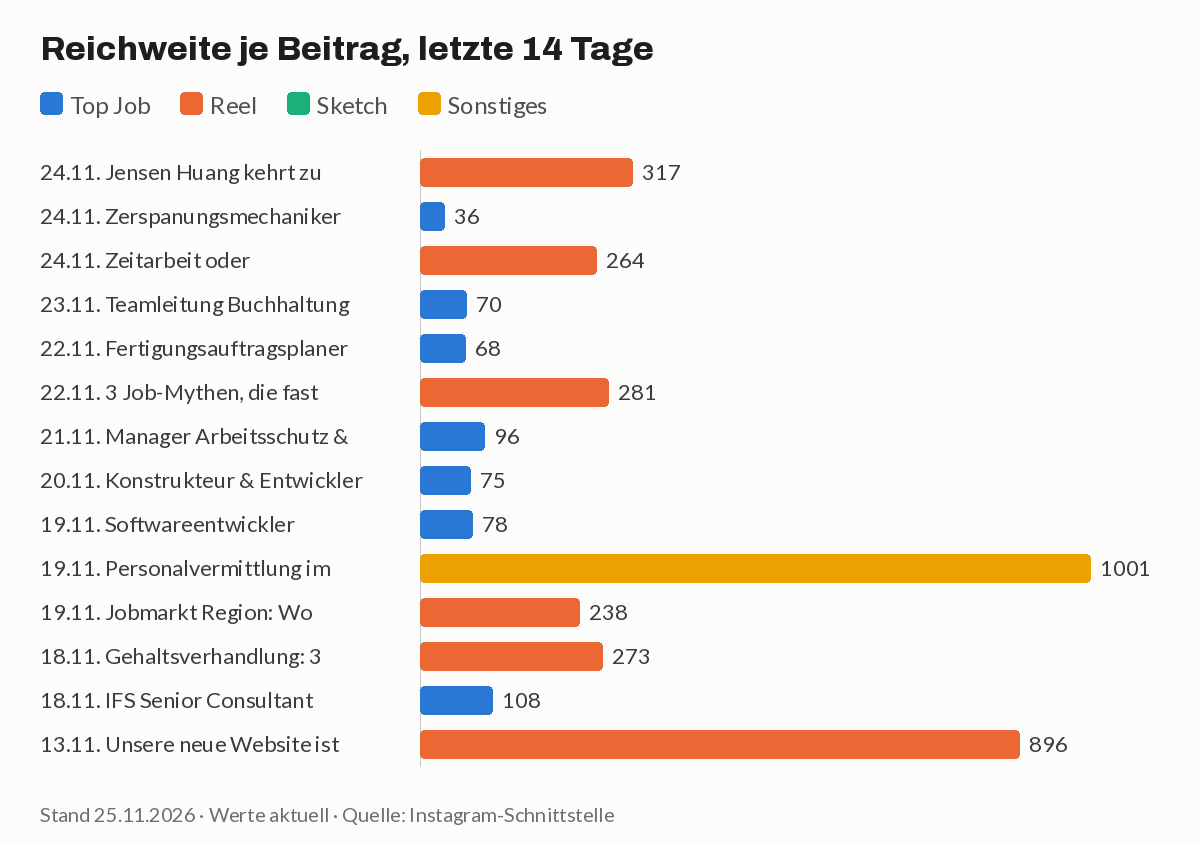 Reichweite je Beitrag, letzte 14 Tage
Top Job Reel Sketch Sonstiges
24.11. Jensen Huang kehrt zu 317
24.11. Zerspanungsmechaniker 36
24.11. Zeitarbeit oder 264
23.11. Teamleitung Buchhaltung 70
22.11. Fertigungsauftragsplaner 68
22.11. 3 Job-Mythen, die fast 281
21.11. Manager Arbeitsschutz & 96
20.11. Konstrukteur & Entwickler 75
19.11. Softwareentwickler 78
19.11. Personalvermittlung im 1001
19.11. Jobmarkt Region: Wo 238
18.11. Gehaltsverhandlung: 3 273
18.11. IFS Senior Consultant 108
13.11. Unsere neue Website ist 896
Stand 25.11.2026 · Werte aktuell · Quelle: Instagram-Schnittstelle